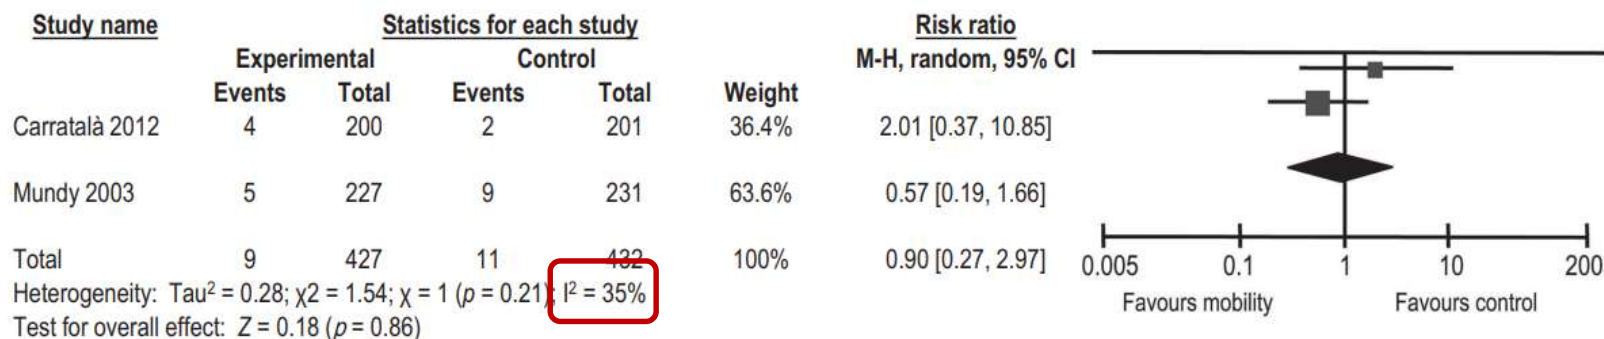 Study name Statistics for each study Risk ratio
Experimental Control M-H, random, 95% CI
Events Total Events Total Weight
Carratalà 2012 4 200 2 201 36.4% 2.01 [0.37, 10.85]
Mundy 2003 5 227 9 231 63.6% 0.57 [0.19, 1.66]
Total 9 427 11 432 100% 0.90 [0.27, 2.97]
0.005 0.1 1 10 200
Heterogeneity: Tau² = 0.28; χ2 = 1.54; χ = 1 (p = 0.21); I² = 35%
Favours mobility Favours control
Test for overall effect: Z = 0.18 (p = 0.86)